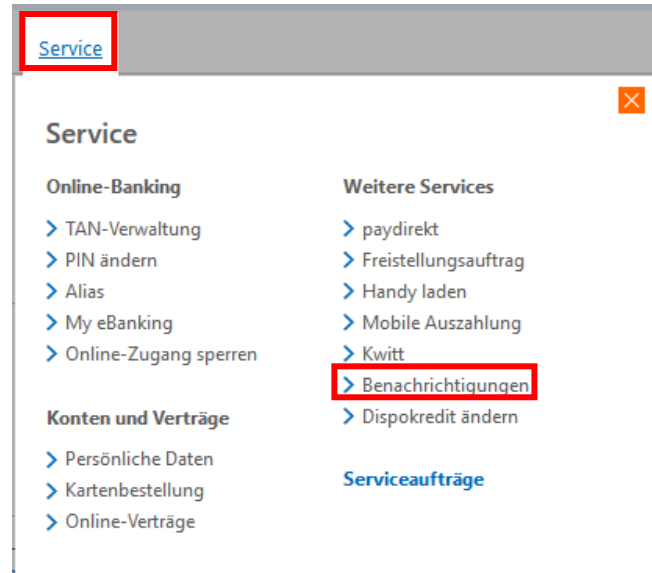 Service
Service
Online-Banking
TAN-Verwaltung
PIN ändern
Alias
My eBanking
Online-Zugang sperren
Konten und Verträge
Persönliche Daten
Kartenbestellung
Online-Verträge
Weitere Services
paydirekt
Freistellungsauftrag
Handy laden
Mobile Auszahlung
Kwitt
Benachrichtigungen
Dispokredit ändern
Serviceaufträge